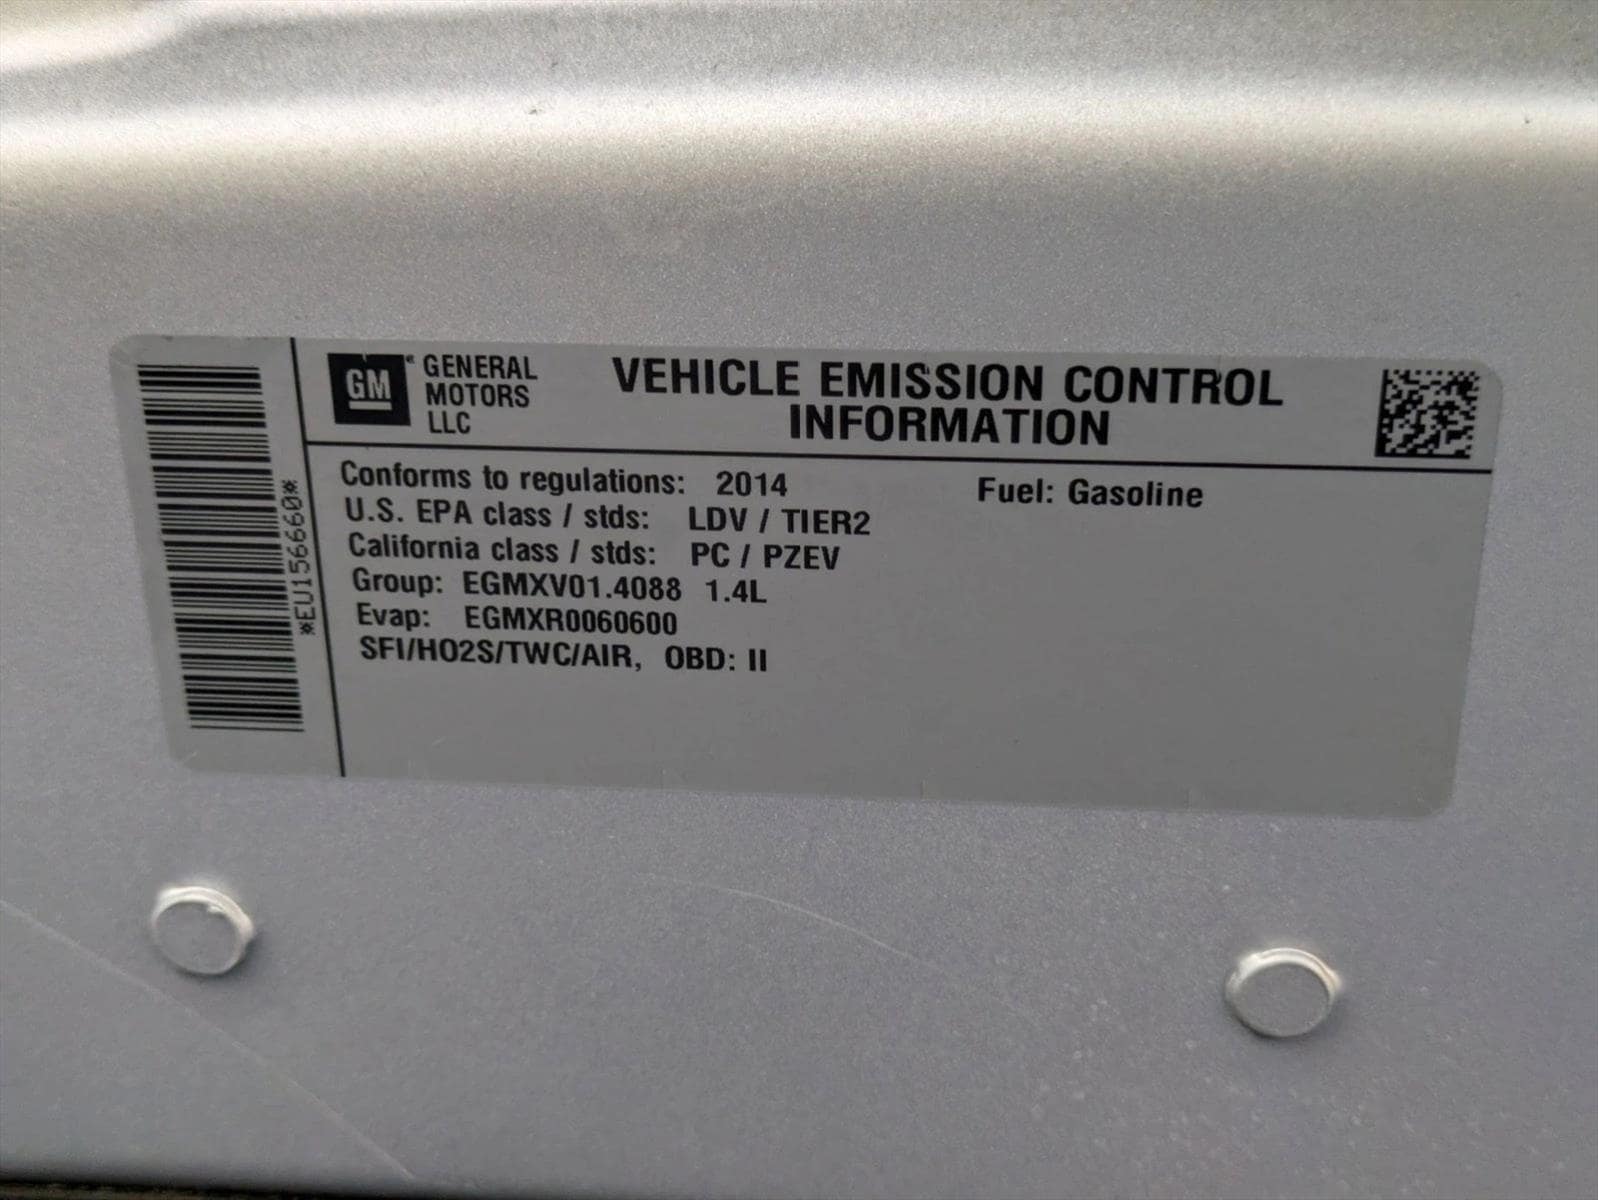 GM
GENERAL
MOTORS
LLC
VEHICLE EMISSION CONTROL
INFORMATION
Conforms to regulations: 2014 Fuel: Gasoline
U.S. EPA class / stds: LDV / TIER2
California class / stds: PC / PZEV
Group: EGMXV01.4088 1.4L
Evap: EGMXR0060600
SFI/HO2S/TWC/AIR, OBD: II
*EU156660*